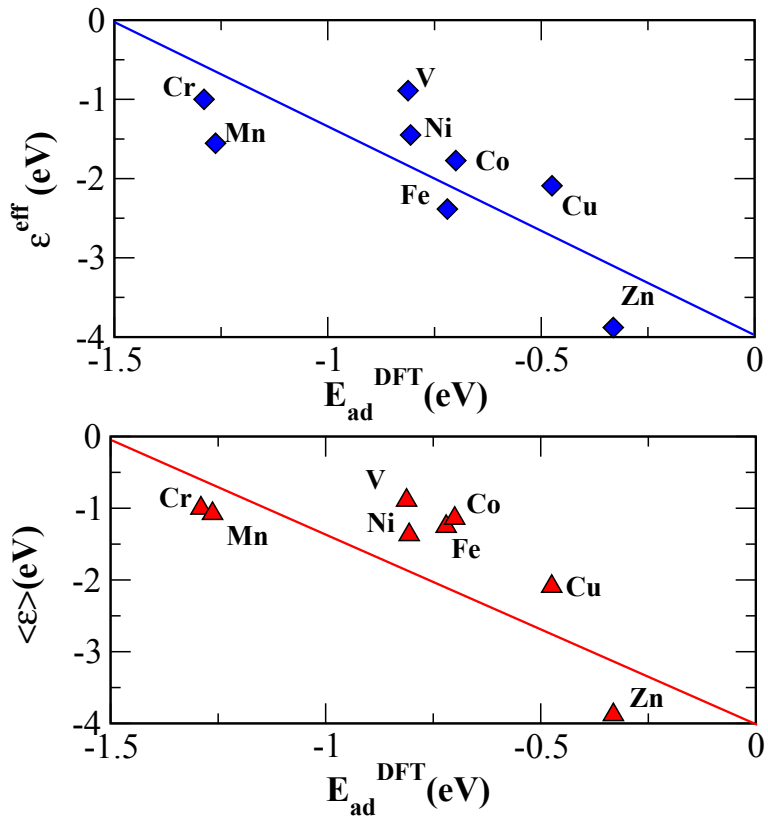 0
Cr
V
-1
Mn
Ni
Co
-2
Fe
Cu
-3
Zn
-4
ε^eff (eV)
-1.5
-1
-0.5
0
E_ad^DFT(eV)
0
V
Cr
Co
-1
Mn
Ni
Fe
-2
Cu
-3
Zn
-4
<ε>(eV)
-1.5
-1
-0.5
0
E_ad^DFT(eV)